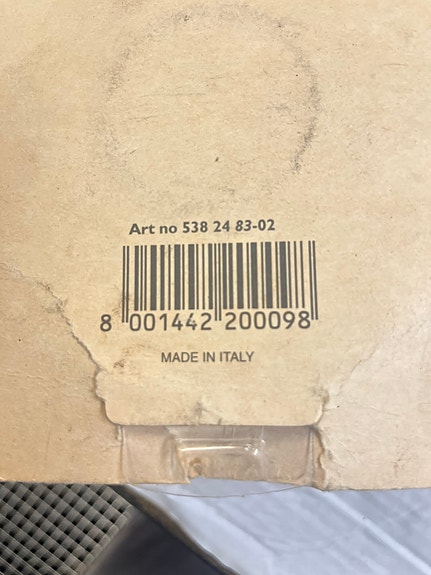 Art no 538 24 83-02
8 001442 200098
MADE IN ITALY